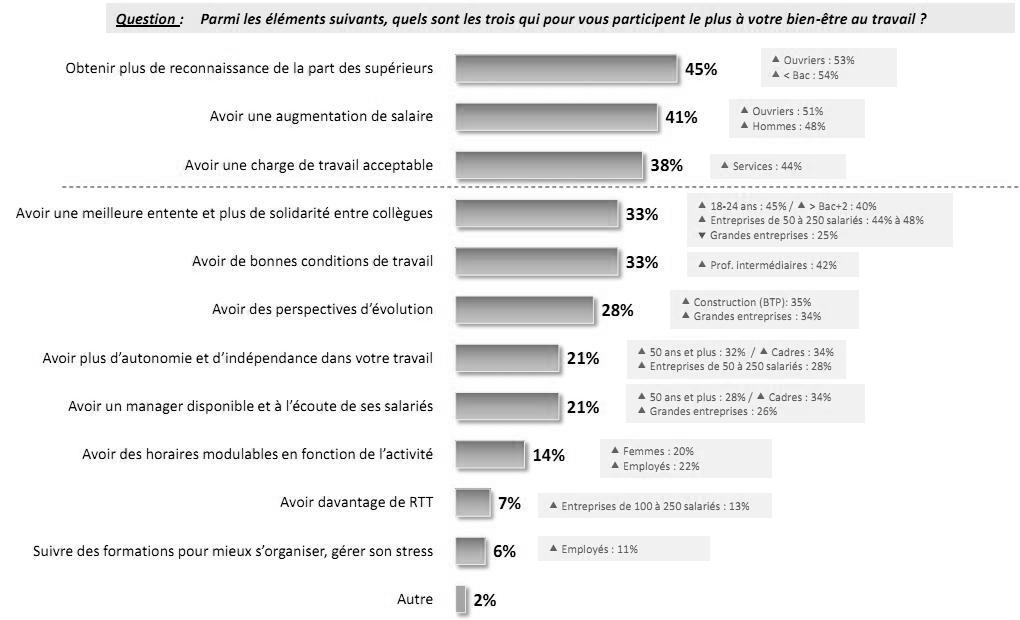 Question : Parmi les éléments suivants, quels sont les trois qui pour vous participent le plus à votre bien-être au travail ?
Obtenir plus de reconnaissance de la part des supérieurs 45%
▲ Ouvriers : 53%
▲ < Bac : 54%
Avoir une augmentation de salaire 41%
▲ Ouvriers : 51%
▲ Hommes : 48%
Avoir une charge de travail acceptable 38%
▲ Services : 44%
Avoir une meilleure entente et plus de solidarité entre collègues 33%
▲ 18-24 ans : 45% / ▲ > Bac+2 : 40%
▲ Entreprises de 50 à 250 salariés : 44% à 48%
▼ Grandes entreprises : 25%
Avoir de bonnes conditions de travail 33%
▲ Prof. intermédiaires : 42%
Avoir des perspectives d’évolution 28%
▲ Construction (BTP): 35%
▲ Grandes entreprises : 34%
Avoir plus d’autonomie et d’indépendance dans votre travail 21%
▲ 50 ans et plus : 32% / ▲ Cadres : 34%
▲ Entreprises de 50 à 250 salariés : 28%
Avoir un manager disponible et à l’écoute de ses salariés 21%
▲ 50 ans et plus : 28% / ▲ Cadres : 34%
▲ Grandes entreprises : 26%
Avoir des horaires modulables en fonction de l’activité 14%
▲ Femmes : 20%
▲ Employés : 22%
Avoir davantage de RTT 7%
▲ Entreprises de 100 à 250 salariés : 13%
Suivre des formations pour mieux s’organiser, gérer son stress 6%
▲ Employés : 11%
Autre 2%